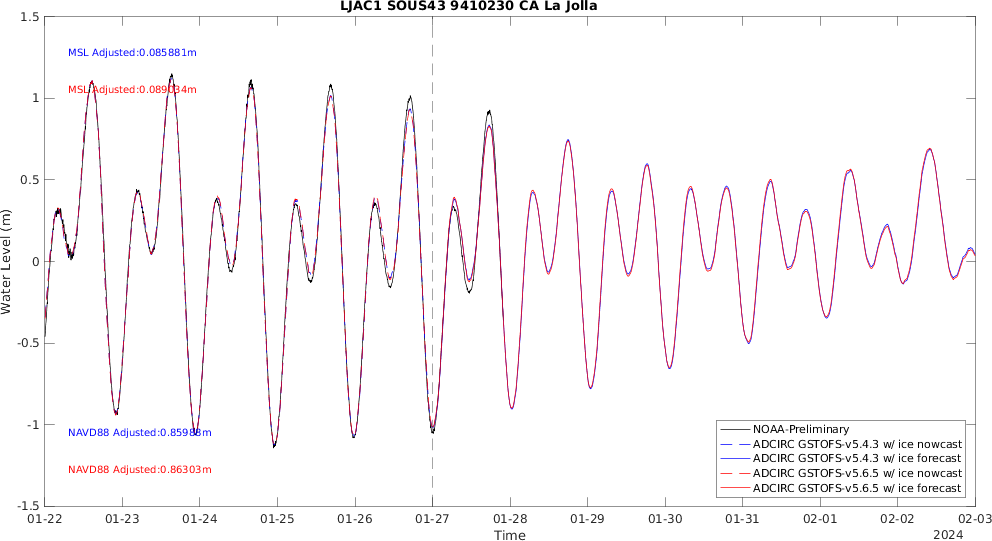 LJAC1 SOUS43 9410230 CA La Jolla
1.5
1
0.5
0
-0.5
-1
-1.5
Water Level (m)
MSL Adjusted:0.085881m
MSL Adjusted:0.089034m
NAVD88 Adjusted:0.85983m
NAVD88 Adjusted:0.86303m
NOAA-Preliminary
ADCIRC GSTOFS-v5.4.3 w/ ice nowcast
ADCIRC GSTOFS-v5.4.3 w/ ice forecast
ADCIRC GSTOFS-v5.6.5 w/ ice nowcast
ADCIRC GSTOFS-v5.6.5 w/ ice forecast
01-22 01-23 01-24 01-25 01-26 01-27 01-28 01-29 01-30 01-31 02-01 02-02 02-03
Time
2024